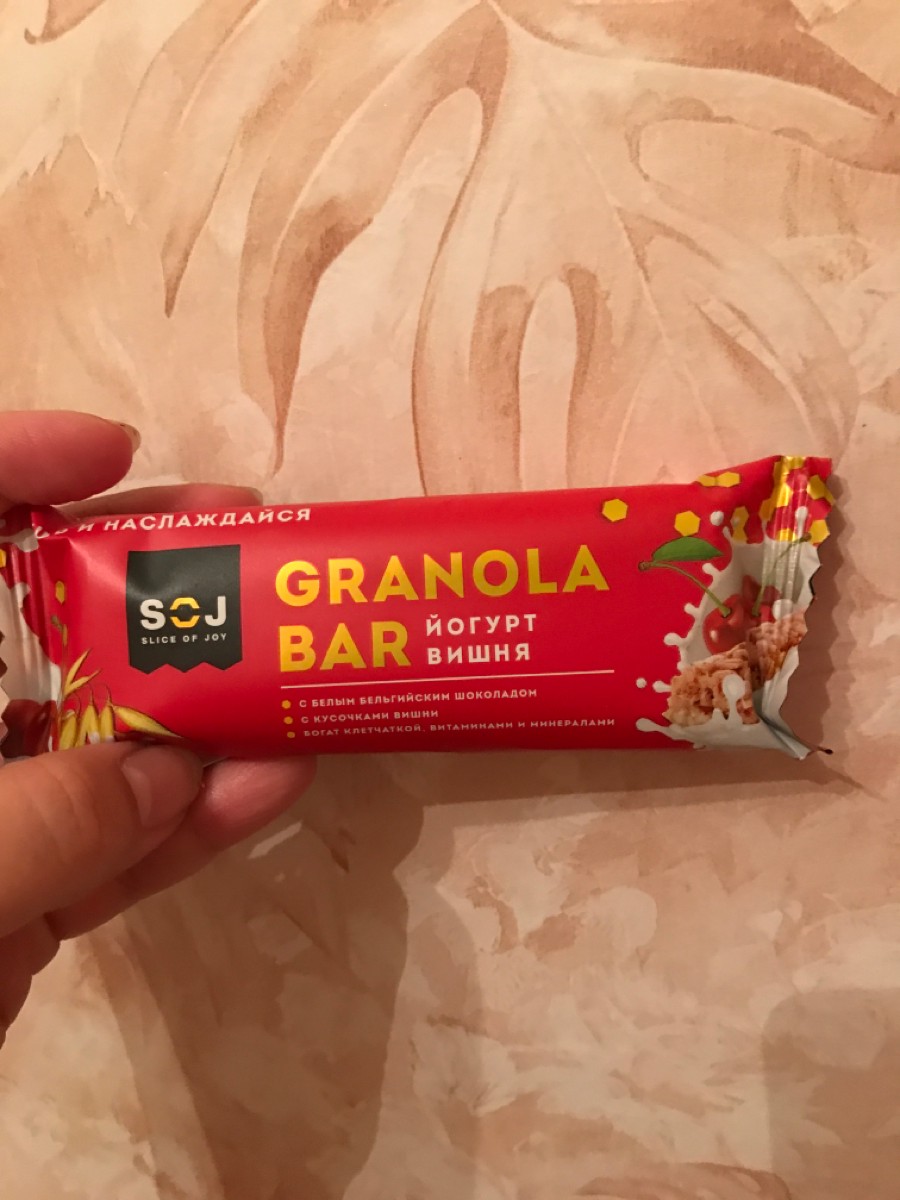 И НАСЛАЖДАЙСЯ
SOJ
SLICE OF JOY
GRANOLA
BAR
ЙОГУРТ
ВИШНЯ
С БЕЛЫМ БЕЛЬГИЙСКИМ ШОКОЛАДОМ
С КУСОЧКАМИ ВИШНИ
БОГАТ КЛЕТЧАТКОЙ, ВИТАМИНАМИ И МИНЕРАЛАМИ